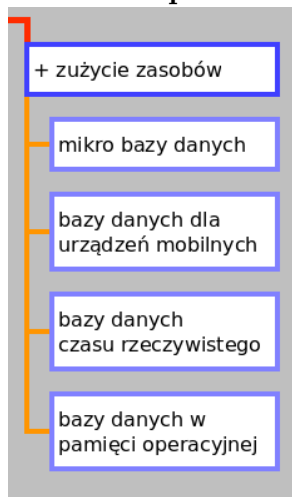 + zużycie zasobów
mikro bazy danych
bazy danych dla
urządzeń mobilnych
bazy danych
czasu rzeczywistego
bazy danych w
pamięci operacyjnej